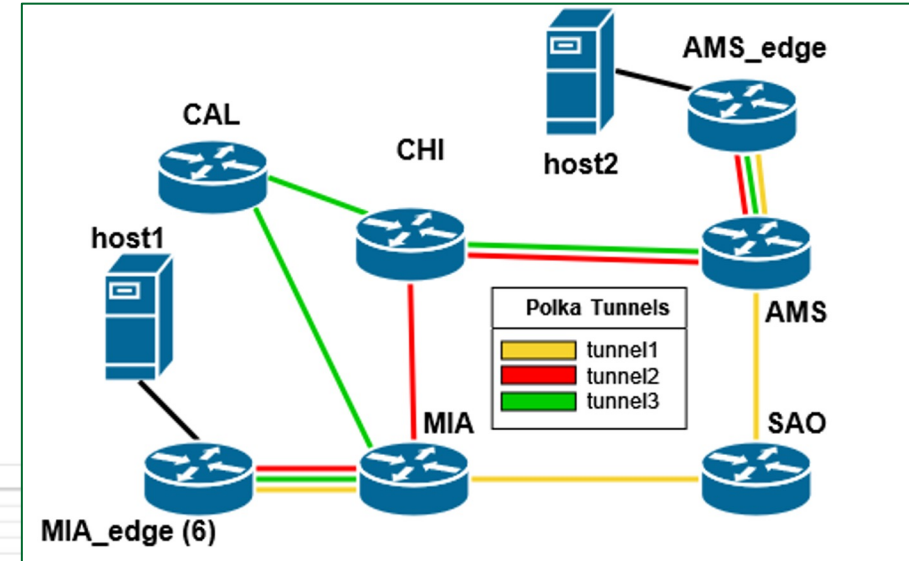 AMS_edge
host2
CAL
CHI
host1
Polka Tunnels
tunnel1
tunnel2
tunnel3
AMS
MIA
SAO
MIA_edge (6)